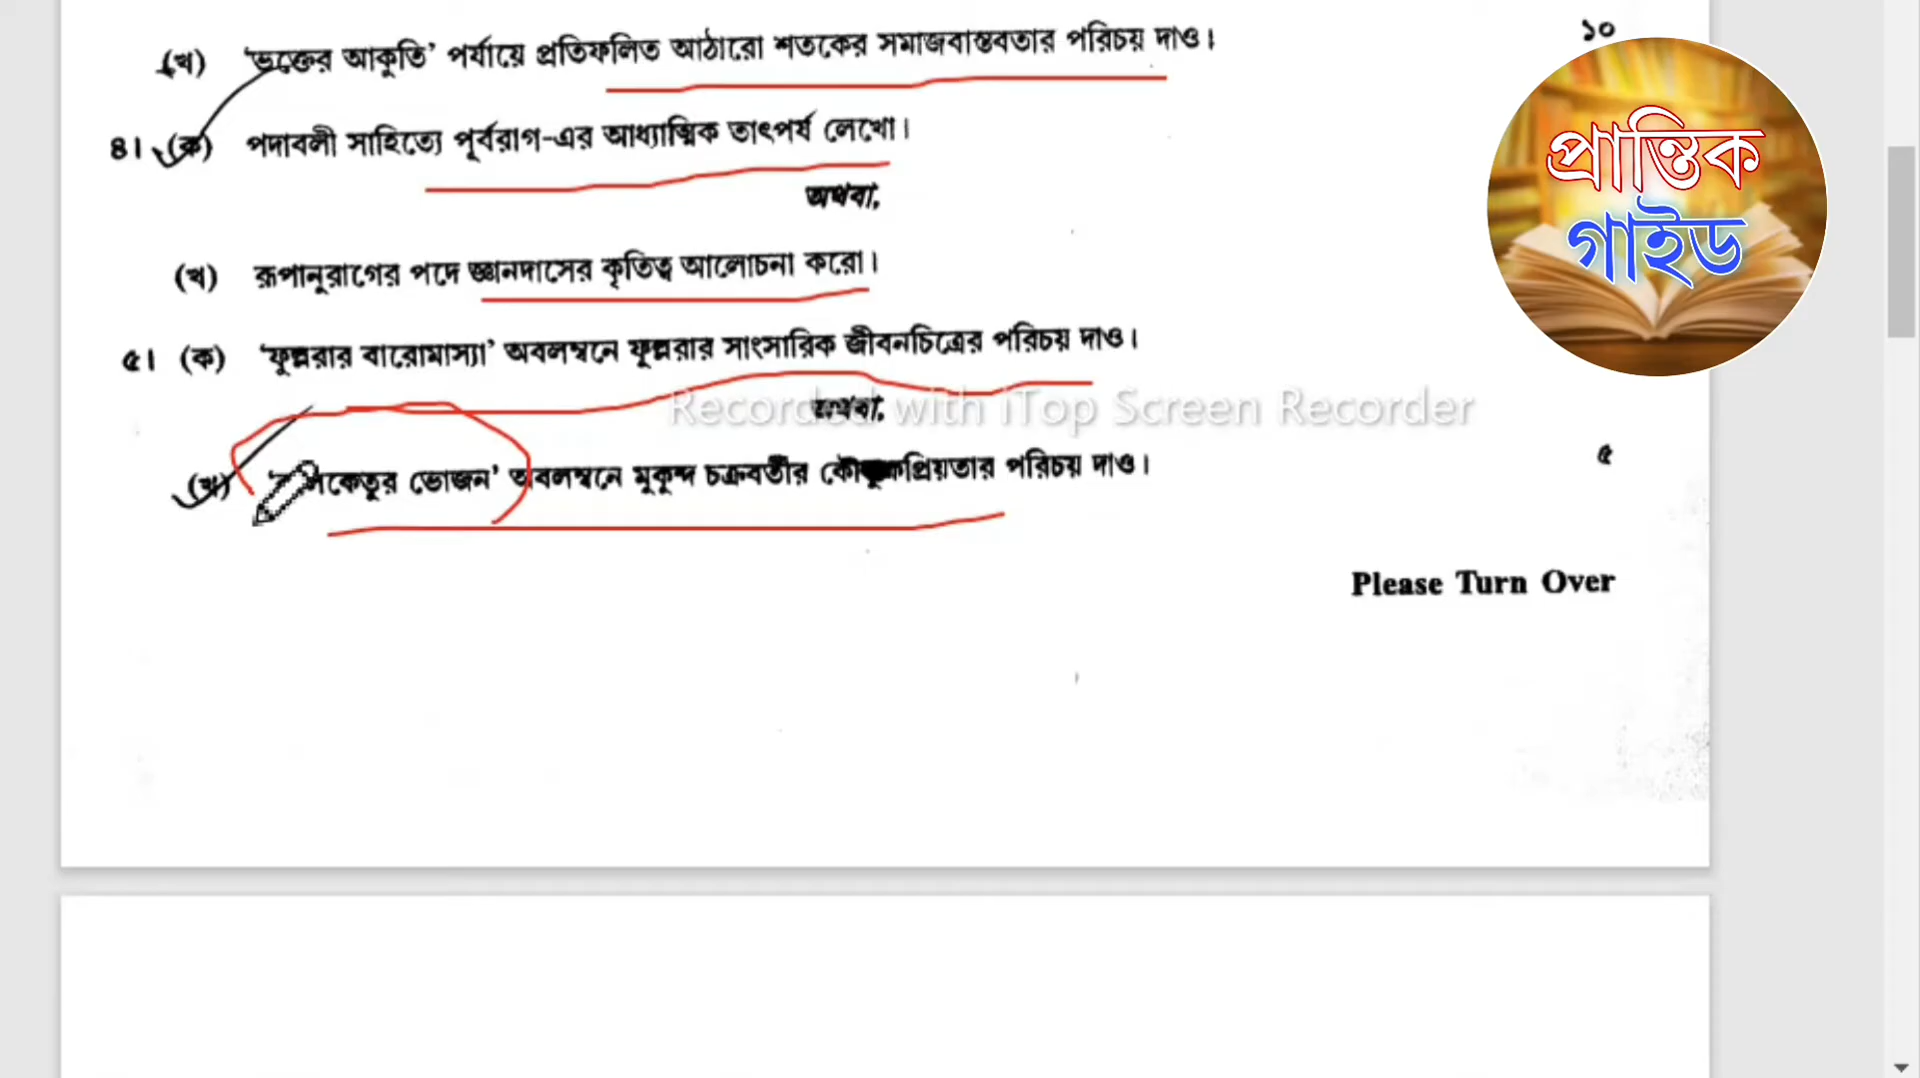 (খ) 'ভক্তের আকুতি' পর্যায়ে প্রতিফলিত আঠারো শতকের সমাজবাস্তবতার পরিচয় দাও। ১০
৪। (ক) পদাবলী সাহিত্যে পূর্বরাগ-এর আধ্যাত্মিক তাৎপর্য লেখো।
অথবা,
(খ) রূপানুরাগের পদে জ্ঞানদাসের কৃতিত্ব আলোচনা করো।
৫। (ক) 'ফুল্লরার বারোমাস্যা' অবলম্বনে ফুল্লরার সাংসারিক জীবনচিত্রের পরিচয় দাও।
অথবা,
(খ) ভোজন' অবলম্বনে মুকুন্দ চক্রবর্তীর পরিচয় দাও। ৫
Please Turn Over
প্রান্তিক
গাইড
Recorded with iTop Screen Recorder